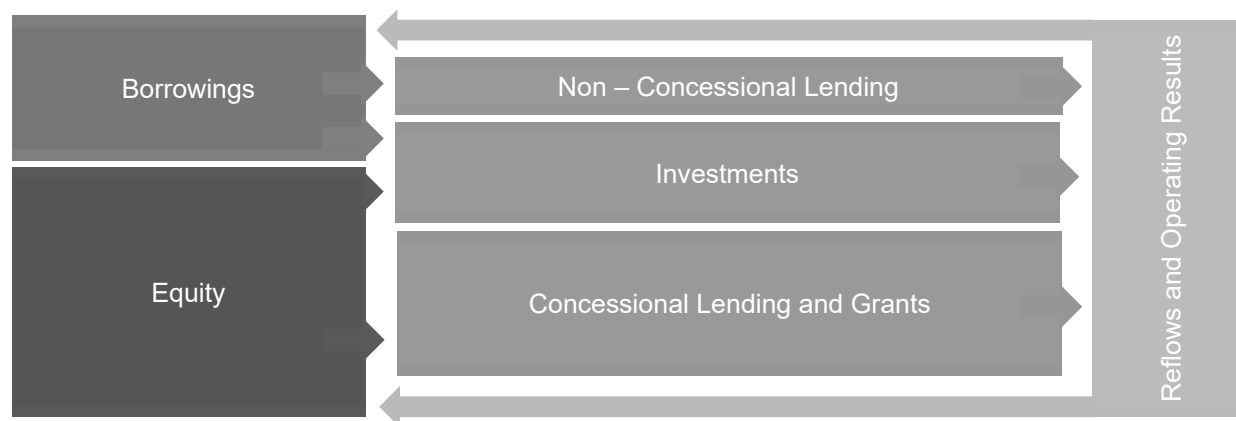 Borrowings
Non – Concessional Lending
Investments
Equity
Concessional Lending and Grants
Reflows and Operating Results